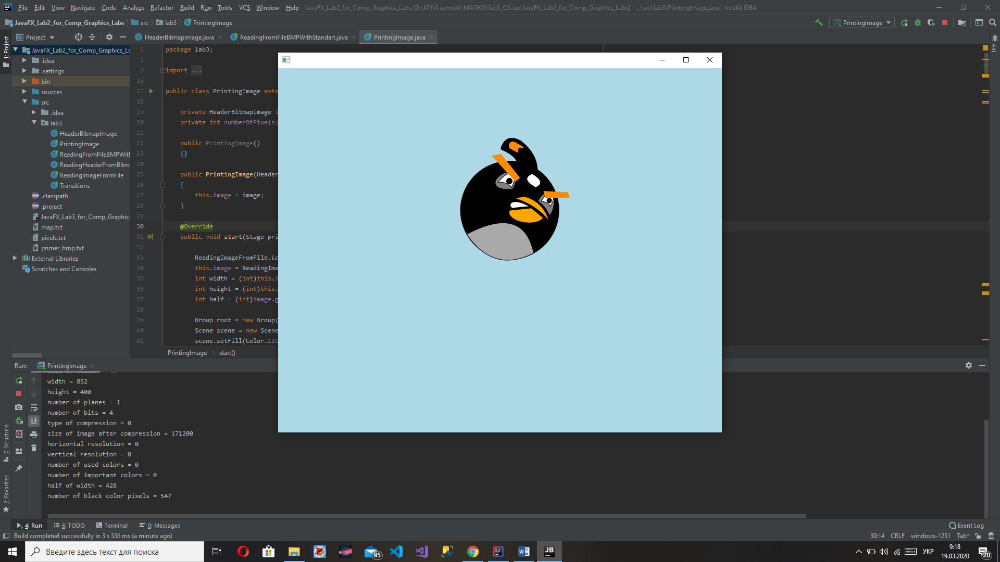 File Edit View Navigate Code Analyze Refactor Build Run Tools VCS Window Help JavaFX_Lab2_for_Comp_Graphics_Labs [D:\KPI\6 semestr\MAOKG\lab3_CG.rar\JavaFX_Lab2_for_Comp_Graphics_Labs] - ...\src\lab3\PrintingImage.java - IntelliJ IDEA
JavaFX_Lab2_for_Comp_Graphics_Labs src lab3 PrintingImage
PrintingImage
1: Project
7: Structure
2: Favorites
Ant
Project
HeaderBitmapImage.java ReadingFromFileBMPWithStandart.java PrintingImage.java
JavaFX_Lab2_for_Comp_Graphics_La
.idea
.settings
bin
sources
src
.idea
lab3
HeaderBitmapImage
PrintingImage
ReadingFromFileBMPWitl
ReadingHeaderFromBitm
ReadingImageFromFile
Transitions
.classpath
.project
JavaFX_Lab3_for_Comp_Graphic
map.txt
pixels.txt
primer_bmp.txt
External Libraries
Scratches and Consoles
1 package lab3;
2
3 import ...
16
17 public class PrintingImage exte
18
19 private HeaderBitmapImage i
20 private int numberOfPixels;
21
22 public PrintingImage()
23 {}
24
25 public PrintingImage(Header
26 {
27 this.image = image;
28 }
29
30 @Override
31 public void start(Stage pri
32
33 ReadingImageFromFile.lo
34 this.image = ReadingIma
35 int width = (int)this.i
36 int height = (int)this.
37 int half = (int)image.g
38
39 Group root = new Group(
40 Scene scene = new Scene
41 scene.setFill(Color.LIG
PrintingImage start()
Run: PrintingImage
width = 852
height = 400
number of planes = 1
number of bits = 4
type of compression = 0
size of image after compression = 171200
horizontal resolution = 0
vertical resolution = 0
number of used colors = 0
number of important colors = 0
half of width = 428
number of black color pixels = 547
4: Run 6: TODO Terminal 0: Messages Event Log
Build completed successfully in 3 s 336 ms (a minute ago) 30:14 CRLF windows-1251 Tab*
Введите здесь текст для поиска
95
JB
УКР
9:18
19.03.2020
20